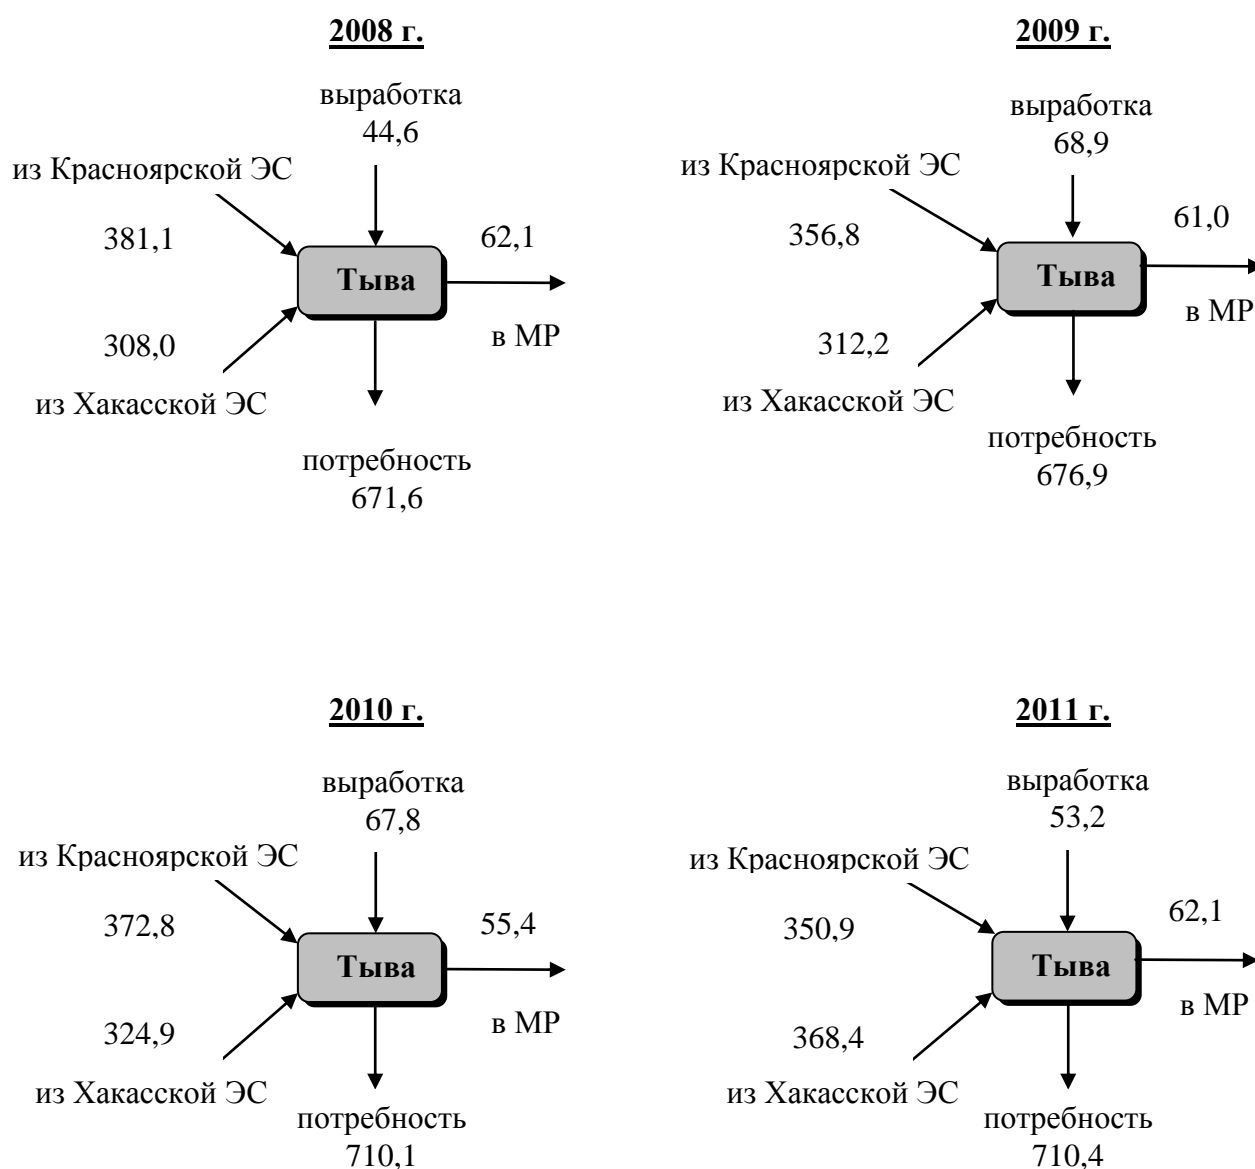 2008 г.
выработка
44,6
из Красноярской ЭС
381,1
62,1
Тыва
308,0
в МР
из Хакасской ЭС
потребность
671,6
2009 г.
выработка
68,9
из Красноярской ЭС
356,8
61,0
Тыва
312,2
в МР
из Хакасской ЭС
потребность
676,9
2010 г.
выработка
67,8
из Красноярской ЭС
372,8
55,4
Тыва
324,9
в МР
из Хакасской ЭС
потребность
710,1
2011 г.
выработка
53,2
из Красноярской ЭС
350,9
62,1
Тыва
368,4
в МР
из Хакасской ЭС
потребность
710,4